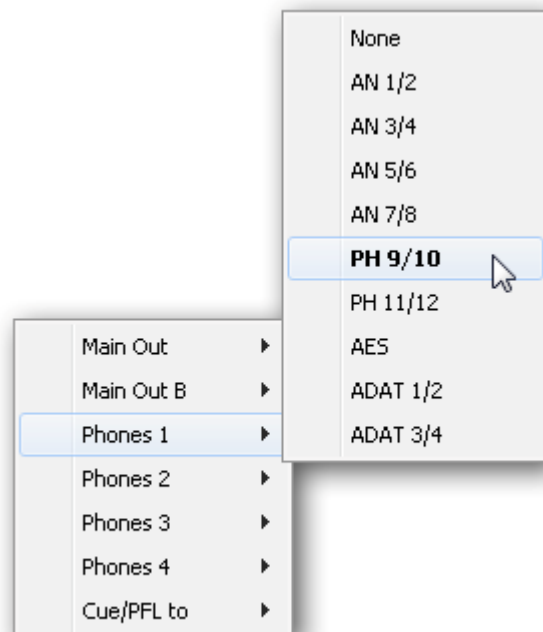 None
AN 1/2
AN 3/4
AN 5/6
AN 7/8
PH 9/10
PH 11/12
AES
ADAT 1/2
ADAT 3/4
Main Out
Main Out B
Phones 1
Phones 2
Phones 3
Phones 4
Cue/PFL to